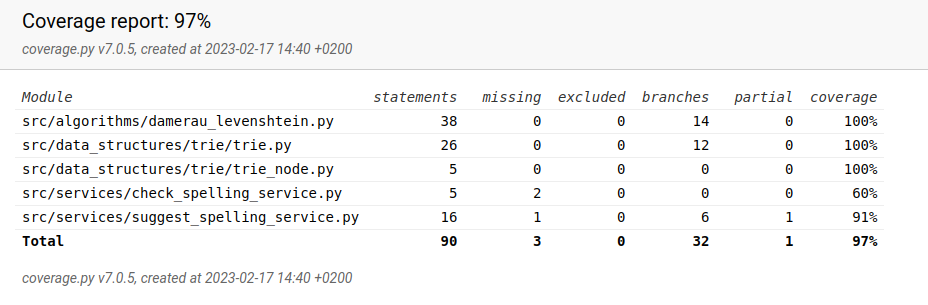 Coverage report: 97%
coverage.py v7.0.5, created at 2023-02-17 14:40 +0200
Module statements missing excluded branches partial coverage
src/algorithms/damerau_levenshtein.py 38 0 0 14 0 100%
src/data_structures/trie/trie.py 26 0 0 12 0 100%
src/data_structures/trie/trie_node.py 5 0 0 0 0 100%
src/services/check_spelling_service.py 5 2 0 0 0 60%
src/services/suggest_spelling_service.py 16 1 0 6 1 91%
Total 90 3 0 32 1 97%
coverage.py v7.0.5, created at 2023-02-17 14:40 +0200